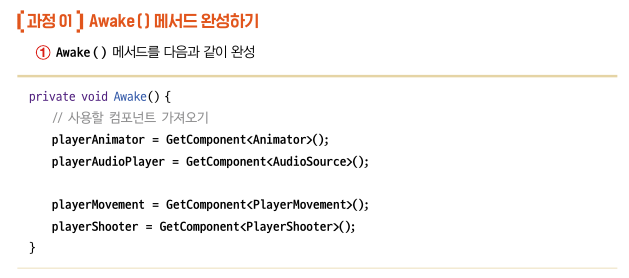 [과정 01] Awake() 메서드 완성하기
① Awake() 메서드를 다음과 같이 완성
private void Awake() {
// 사용할 컴포넌트 가져오기
playerAnimator = GetComponent<Animator>();
playerAudioPlayer = GetComponent<AudioSource>();
playerMovement = GetComponent<PlayerMovement>();
playerShooter = GetComponent<PlayerShooter>();
}